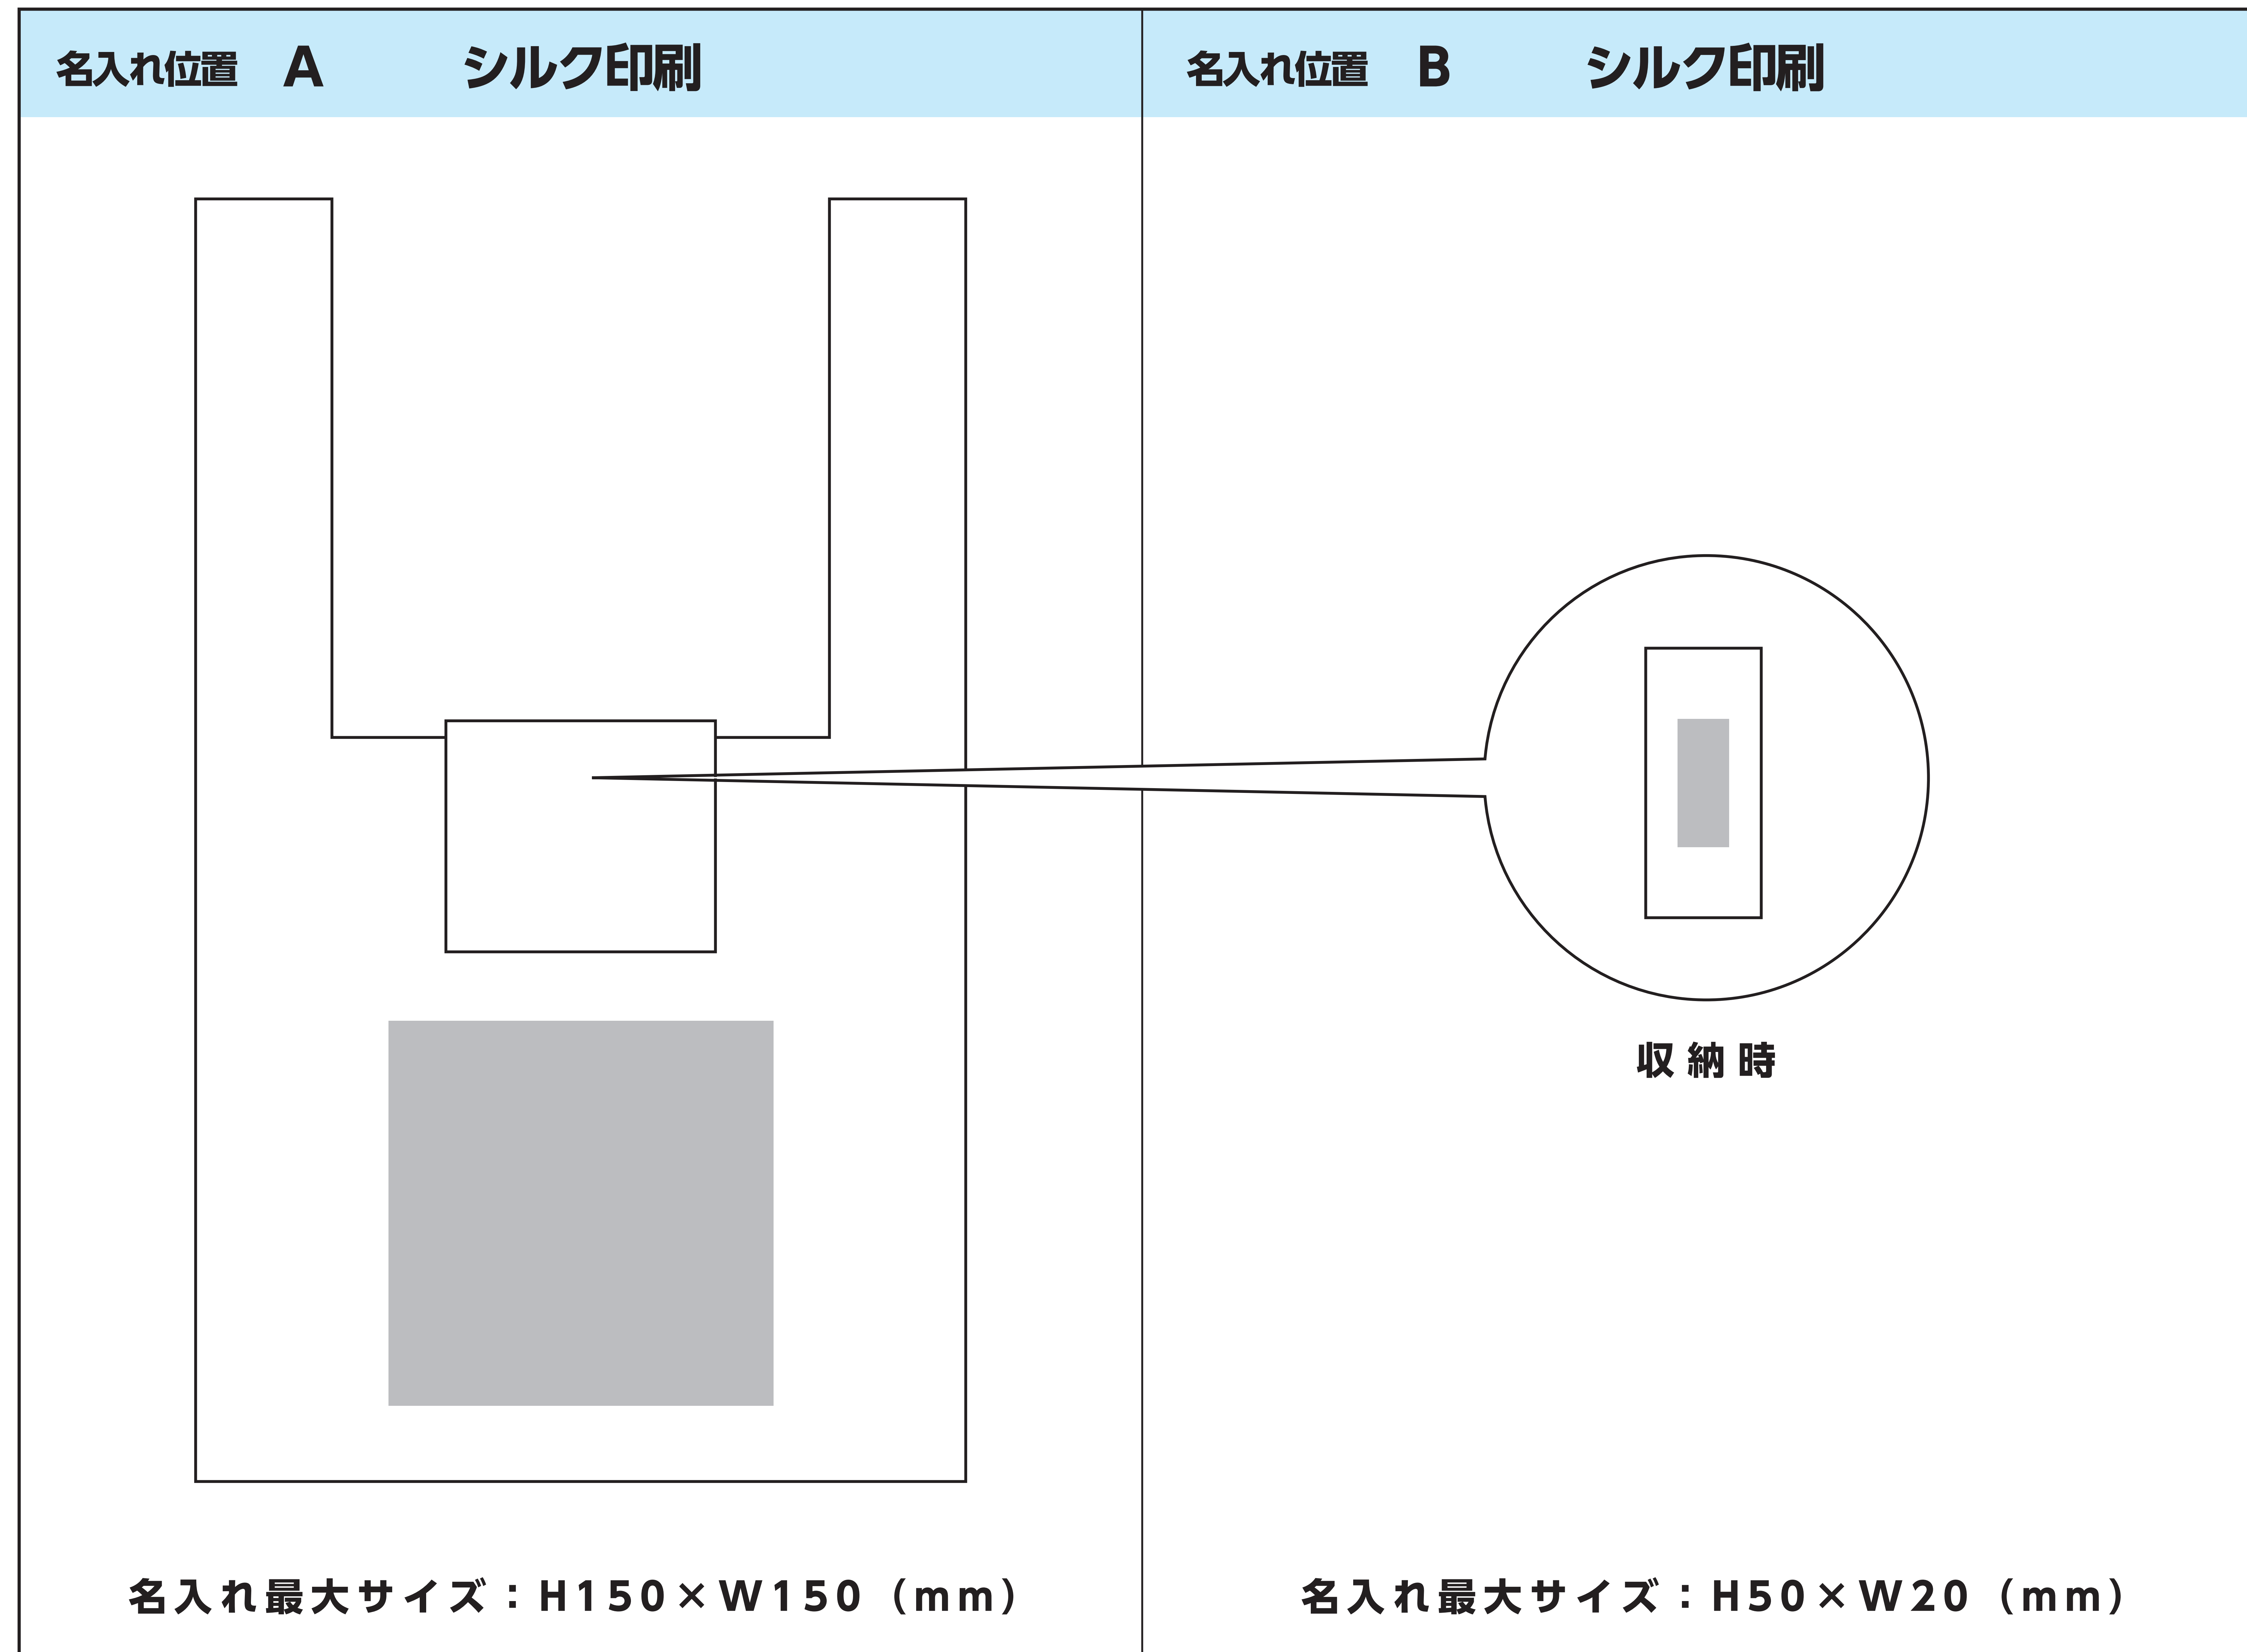 名入れ位置 A シルク印刷
名入れ位置 B シルク印刷
収納時
名入れ最大サイズ：H150×W150（mm）
名入れ最大サイズ：H50×W20（mm）